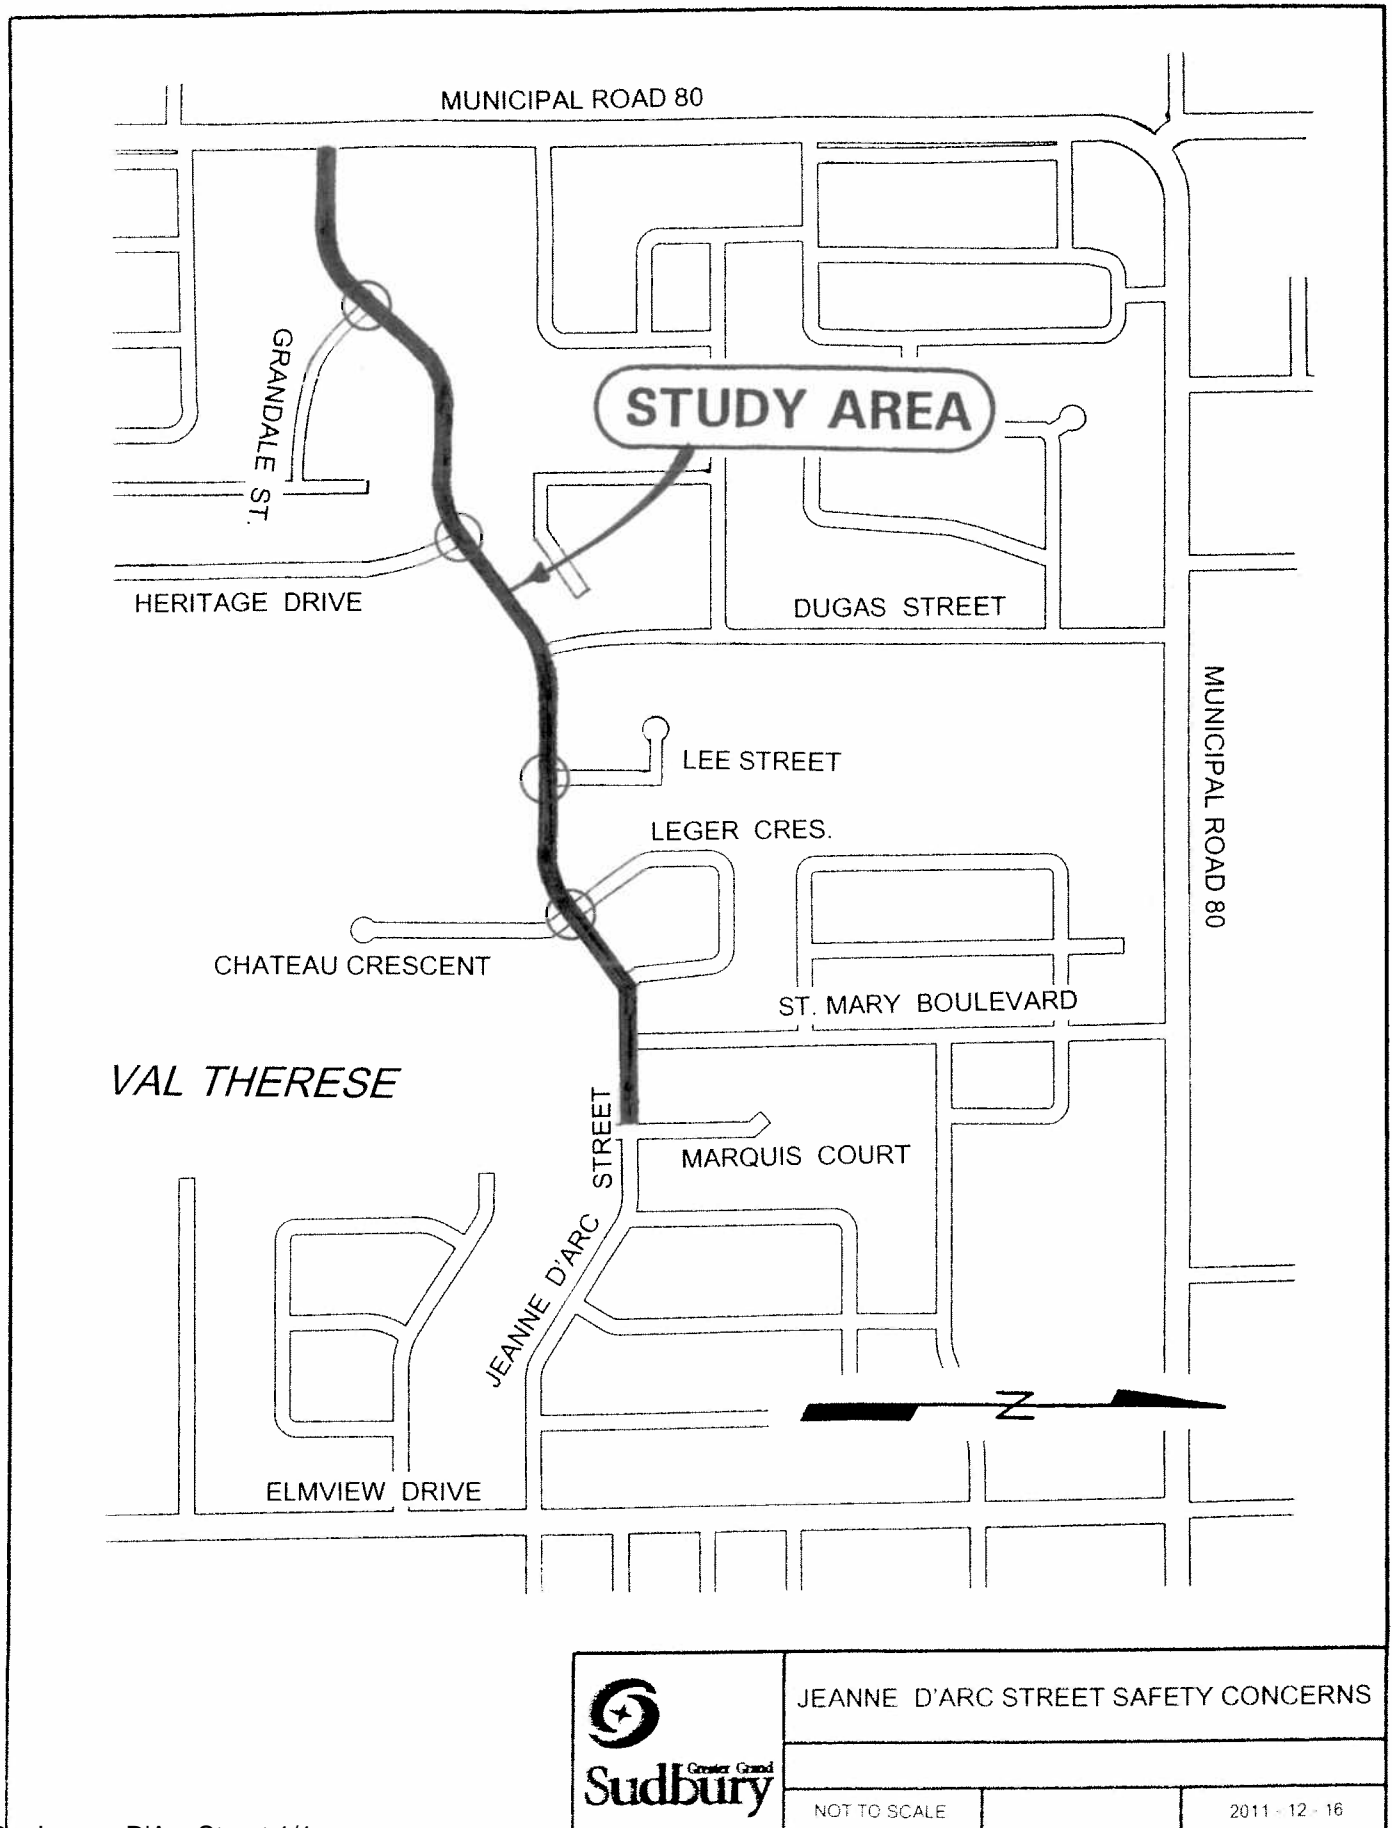 MUNICIPAL ROAD 80
GRANDALE ST.
STUDY AREA
HERITAGE DRIVE
DUGAS STREET
MUNICIPAL ROAD 80
LEE STREET
LEGER CRES.
CHATEAU CRESCENT
ST. MARY BOULEVARD
VAL THERESE
MARQUIS COURT
JEANNE D'ARC STREET
N
ELMVIEW DRIVE
JEANNE D'ARC STREET SAFETY CONCERNS
Greater Grand
Sudbury
NOT TO SCALE
2011 - 12 - 16